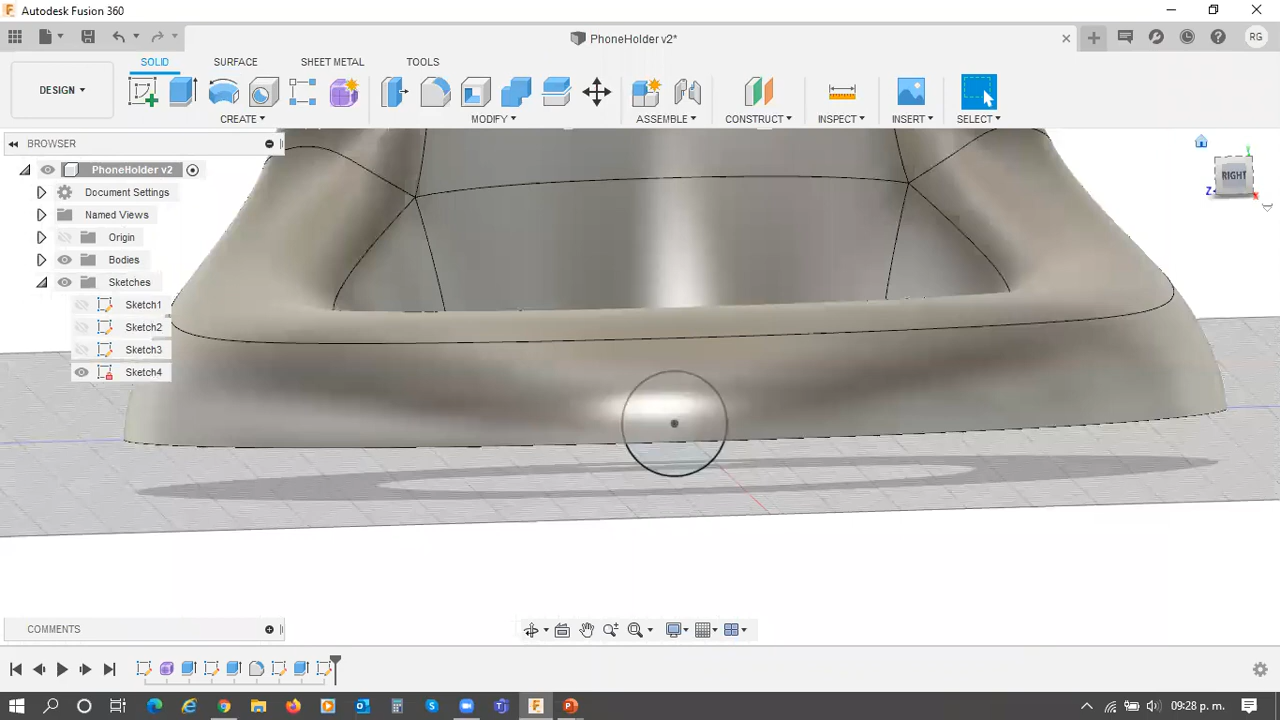 Autodesk Fusion 360
PhoneHolder v2*
RG
SOLID SURFACE SHEET METAL TOOLS
DESIGN
CREATE MODIFY ASSEMBLE CONSTRUCT INSPECT INSERT SELECT
BROWSER
PhoneHolder v2
Document Settings
Named Views
Origin
Bodies
Sketches
Sketch1
Sketch2
Sketch3
Sketch4
Y
RIGHT
Z
X
COMMENTS
09:28 p. m.